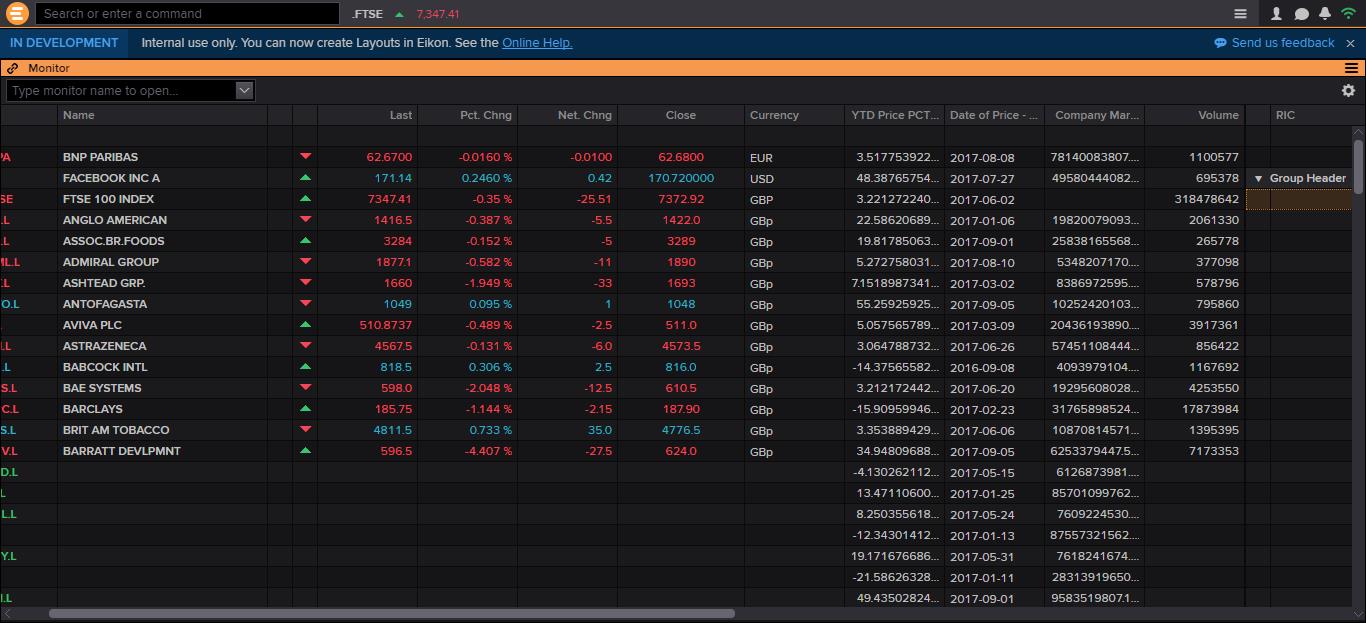 Search or enter a command .FTSE 7,347.41
IN DEVELOPMENT Internal use only. You can now create Layouts in Eikon. See the Online Help. Send us feedback
Monitor
Type monitor name to open...
Name Last Pct. Chng Net. Chng Close Currency YTD Price PCT... Date of Price - ... Company Mar... Volume RIC
PA BNP PARIBAS 62.6700 -0.0160 % -0.0100 62.6800 EUR 3.517753922... 2017-08-08 78140083807.... 1100577
FACEBOOK INC A 171.14 0.2460 % 0.42 170.720000 USD 48.38765754... 2017-07-27 49580444082... 695378 Group Header
SE FTSE 100 INDEX 7347.41 -0.35 % -25.51 7372.92 GBP 3.221272240... 2017-06-02 318478642
.L ANGLO AMERICAN 1416.5 -0.387 % -5.5 1422.0 GBp 22.58620689... 2017-01-06 19820079093... 2061330
.L ASSOC.BR.FOODS 3284 -0.152 % -5 3289 GBp 19.81785063... 2017-09-01 25838165568... 265778
ML.L ADMIRAL GROUP 1877.1 -0.582 % -11 1890 GBp 5.272758031... 2017-08-10 5348207170.... 377098
.L ASHTEAD GRP. 1660 -1.949 % -33 1693 GBp 7.1518987341... 2017-03-02 8386972595.... 578796
O.L ANTOFAGASTA 1049 0.095 % 1 1048 GBp 55.25925925... 2017-09-05 10252420103... 795860
AVIVA PLC 510.8737 -0.489 % -2.5 511.0 GBp 5.057565789... 2017-03-09 20436193890.... 3917361
.L ASTRAZENECA 4567.5 -0.131 % -6.0 4573.5 GBp 3.064788732... 2017-06-26 57451108444... 856422
.L BABCOCK INTL 818.5 0.306 % 2.5 816.0 GBp -14.37565582... 2016-09-08 4093979104.... 1167692
S.L BAE SYSTEMS 598.0 -2.048 % -12.5 610.5 GBp 3.212172442... 2017-06-20 19295608028... 4253550
C.L BARCLAYS 185.75 -1.144 % -2.15 187.90 GBp -15.90959946... 2017-02-23 31765898524... 17873984
S.L BRIT AM TOBACCO 4811.5 0.733 % 35.0 4776.5 GBp 3.353889429... 2017-06-06 10870814571... 1395395
V.L BARRATT DEVLPMNT 596.5 -4.407 % -27.5 624.0 GBp 34.94809688... 2017-09-05 6253379447.5... 7173353
D.L -4.130262112... 2017-05-15 6126873981....
L 13.47110600... 2017-01-25 85701099762...
L.L 8.250355618... 2017-05-24 7609224530....
-12.34301412... 2017-01-13 87557321562...
Y.L 19.171676686... 2017-05-31 7618241674....
-21.58626328... 2017-01-11 28313919650...
.L 49.43502824... 2017-09-01 9583519807.1...